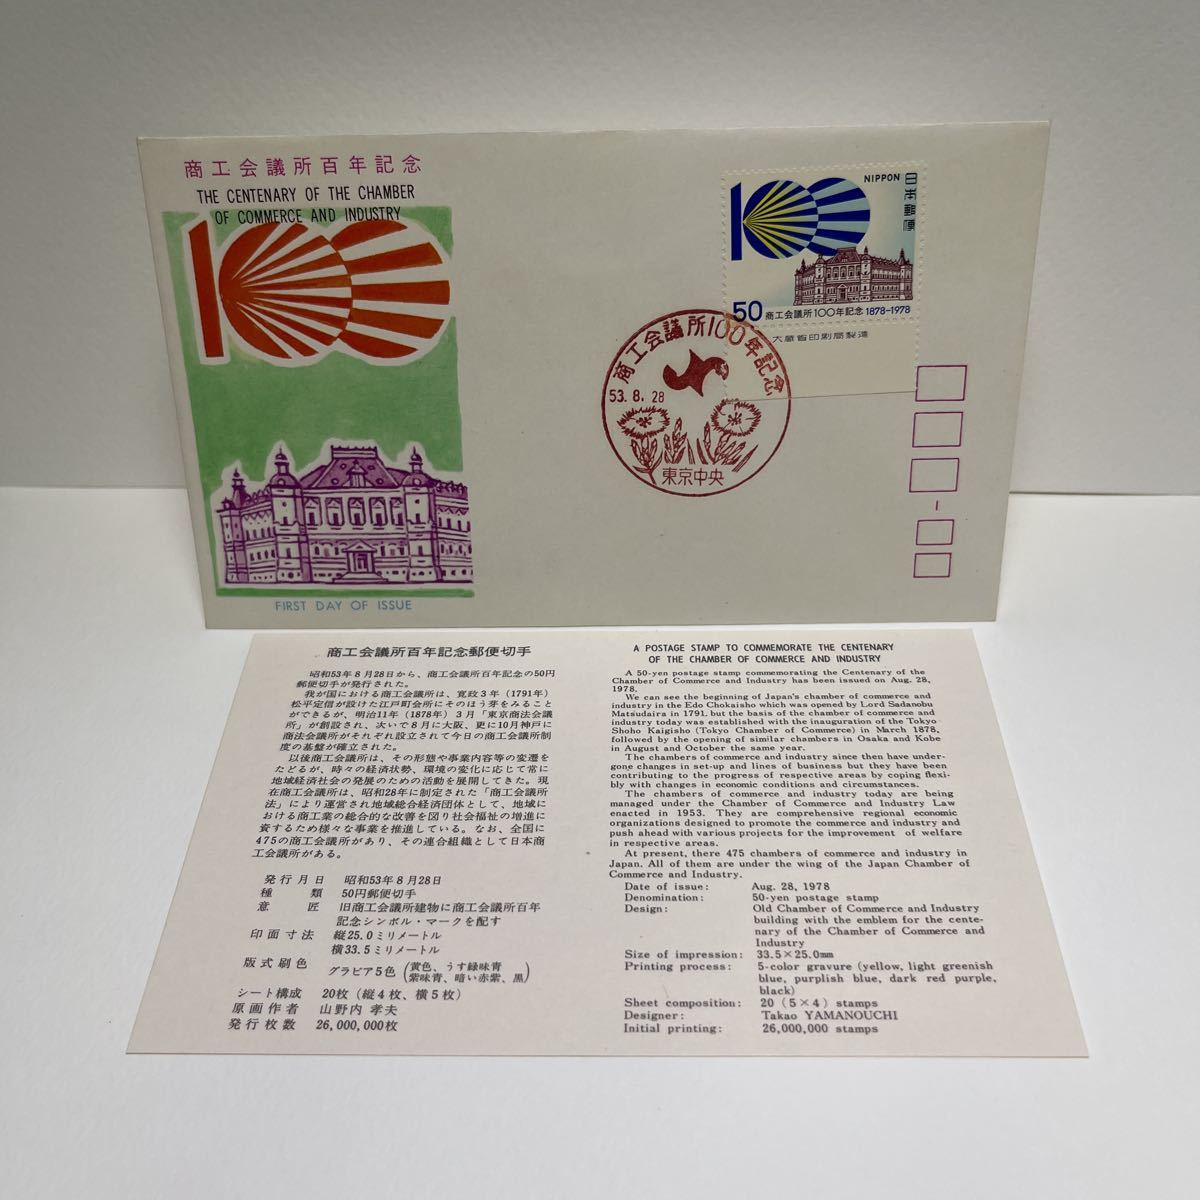 商工会議所百年記念
THE CENTENARY OF THE CHAMBER
OF COMMERCE AND INDUSTRY
100
FIRST DAY OF ISSUE
100
NIPPON
日本郵便
50 商工会議所100年記念 1878-1978
大蔵省印刷局製造
商工会議所100年記念
53.8.28
東京中央
商工会議所百年記念郵便切手
昭和53年8月28日から、商工会議所百年記念の50円
郵便切手が発行された。
我が国における商工会議所は、寛政3年（1791年）
松平定信が設けた江戸町会所にそのほう芽をみること
ができるが、明治11年（1878年）3月「東京商法会議
所」が創設され、次いで8月に大阪、更に10月神戸に
商法会議所がそれぞれ設立されて今日の商工会議所制
度の基盤が確立された。
以後商工会議所は、その形態や事業内容等の変遷を
たどるが、時々の経済状勢、環境の変化に応じて常に
地域経済社会の発展のための活動を展開してきた。現
在商工会議所は、昭和28年に制定された「商工会議所
法」により運営され地域総合経済団体として、地域に
おける商工業の総合的な改善を図り社会福祉の増進に
資するため様々な事業を推進している。なお、全国に
475の商工会議所があり、その連合組織として日本商
工会議所がある。
発行月日 昭和53年8月28日
種類 50円郵便切手
意匠 旧商工会議所建物に商工会議所百年
記念シンボル・マークを配す
印面寸法 縦25.0ミリメートル
横33.5ミリメートル
版式刷色 グラビア5色（黄色、うす緑味青
紫味青、暗い赤紫、黒）
シート構成 20枚（縦4枚、横5枚）
原画作者 山野内 孝夫
発行枚数 26,000,000枚
A POSTAGE STAMP TO COMMEMORATE THE CENTENARY
OF THE CHAMBER OF COMMERCE AND INDUSTRY
A 50-yen postage stamp commemorating the Centenary of the
Chamber of Commerce and Industry has been issued on Aug. 28,
1978.
We can see the beginning of Japan's chamber of commerce and
industry in the Edo Chokaisho which was opened by Lord Sadanobu
Matsudaira in 1791, but the basis of the chamber of commerce and
industry today was established with the inauguration of the Tokyo
Shoho Kaigisho (Tokyo Chamber of Commerce) in March 1878,
followed by the opening of similar chambers in Osaka and Kobe
in August and October the same year.
The chambers of commerce and industry since then have under-
gone changes in set-up and lines of business but they have been
contributing to the progress of respective areas by coping flexi-
bly with changes in economic conditions and circumstances.
The chambers of commerce and industry today are being
managed under the Chamber of Commerce and Industry Law
enacted in 1953. They are comprehensive regional economic
organizations designed to promote the commerce and industry and
push ahead with various projects for the improvement of welfare
in respective areas.
At present, there 475 chambers of commerce and industry in
Japan. All of them are under the wing of the Japan Chamber of
Commerce and Industry.
Date of issue: Aug. 28, 1978
Denomination: 50-yen postage stamp
Design: Old Chamber of Commerce and Industry
building with the emblem for the cente-
nary of the Chamber of Commerce and
Industry
Size of impression: 33.5×25.0mm
Printing process: 5-color gravure (yellow, light greenish
blue, purplish blue, dark red purple,
black)
Sheet composition: 20 (5×4) stamps
Designer: Takao YAMANOUCHI
Initial printing: 26,000,000 stamps